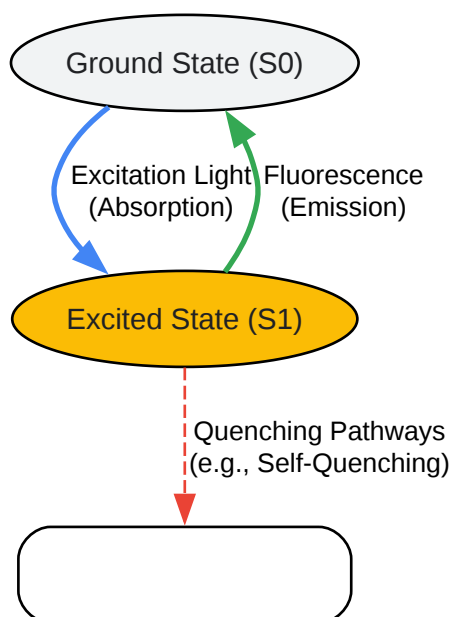 Ground State (S0)
Excitation Light
(Absorption)
Fluorescence
(Emission)
Excited State (S1)
Quenching Pathways
(e.g., Self-Quenching)